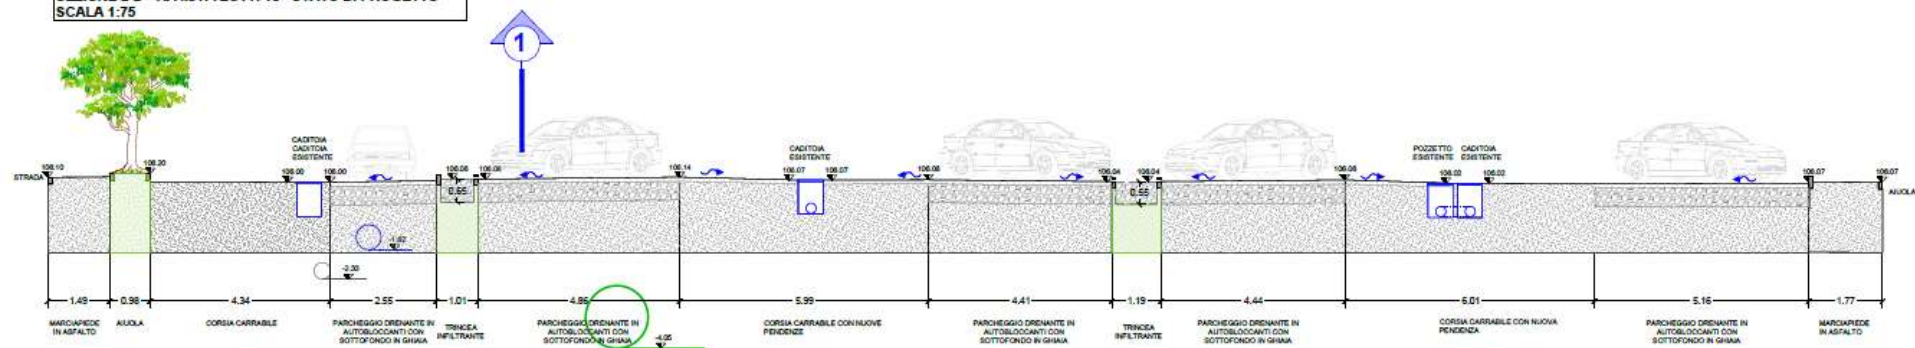 SCALA 1:75
1
CADITOIA
CADITOIA
ESISTENTE
CADITOIA
ESISTENTE
POZZETTO
ESISTENTE
CADITOIA
ESISTENTE
STRADA
106.10
106.20
106.00
106.00
106.08
106.08
106.14
106.07
106.07
106.04
106.04
106.02
106.02
106.07
106.07
AIUOLA
0.65
0.55
-1.62
-2.30
1.49
0.98
4.34
2.55
1.01
4.86
5.99
4.41
1.19
4.44
6.01
5.16
1.77
MARCIAPIEDE
IN ASFALTO
AIUOLA
CORSIA CARRABILE
PARCHEGGIO DRENANTE IN
AUTOBLOCCANTI CON
SOTTOFONDO IN GHIAIA
TRINCEA
INFILTRANTE
PARCHEGGIO DRENANTE IN
AUTOBLOCCANTI CON
SOTTOFONDO IN GHIAIA
CORSIA CARRABILE CON NUOVE
PENDENZE
PARCHEGGIO DRENANTE IN
AUTOBLOCCANTI CON
SOTTOFONDO IN GHIAIA
TRINCEA
INFILTRANTE
PARCHEGGIO DRENANTE IN
AUTOBLOCCANTI CON
SOTTOFONDO IN GHIAIA
CORSIA CARRABILE CON NUOVA
PENDENZA
PARCHEGGIO DRENANTE IN
AUTOBLOCCANTI CON
SOTTOFONDO IN GHIAIA
MARCIAPIEDE
IN ASFALTO
-4.05